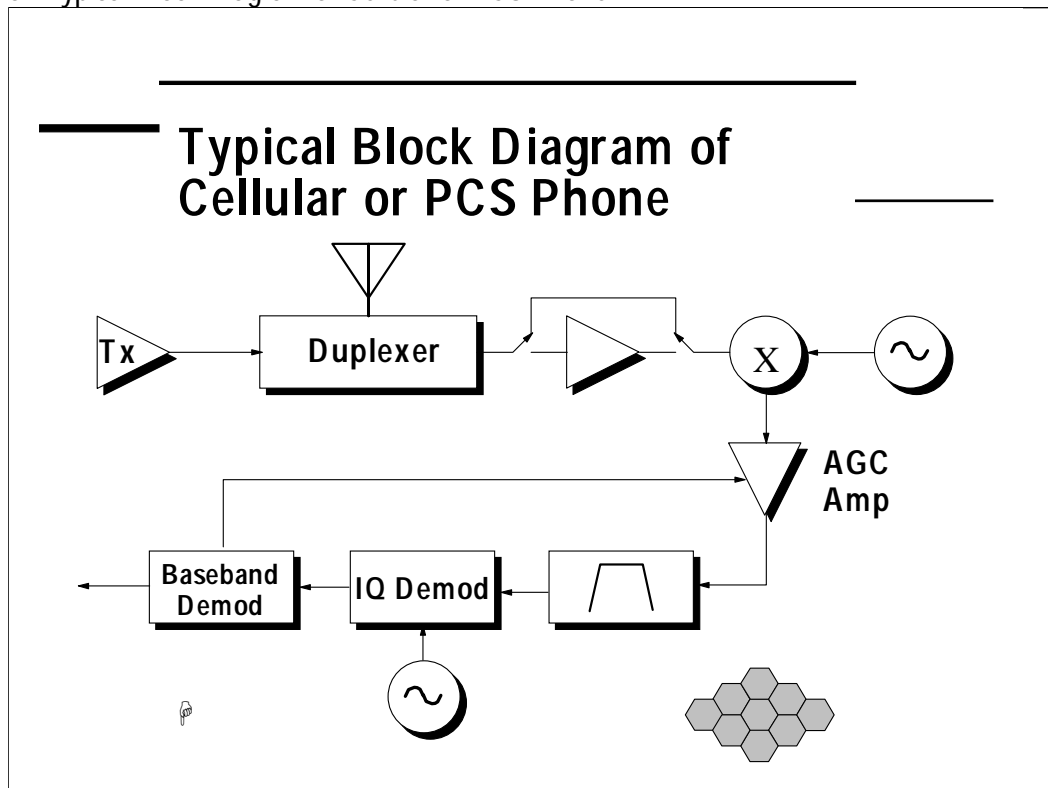 Typical Block Diagram of
Cellular or PCS Phone
Tx
Duplexer
X
AGC
Amp
Baseband
Demod
IQ Demod